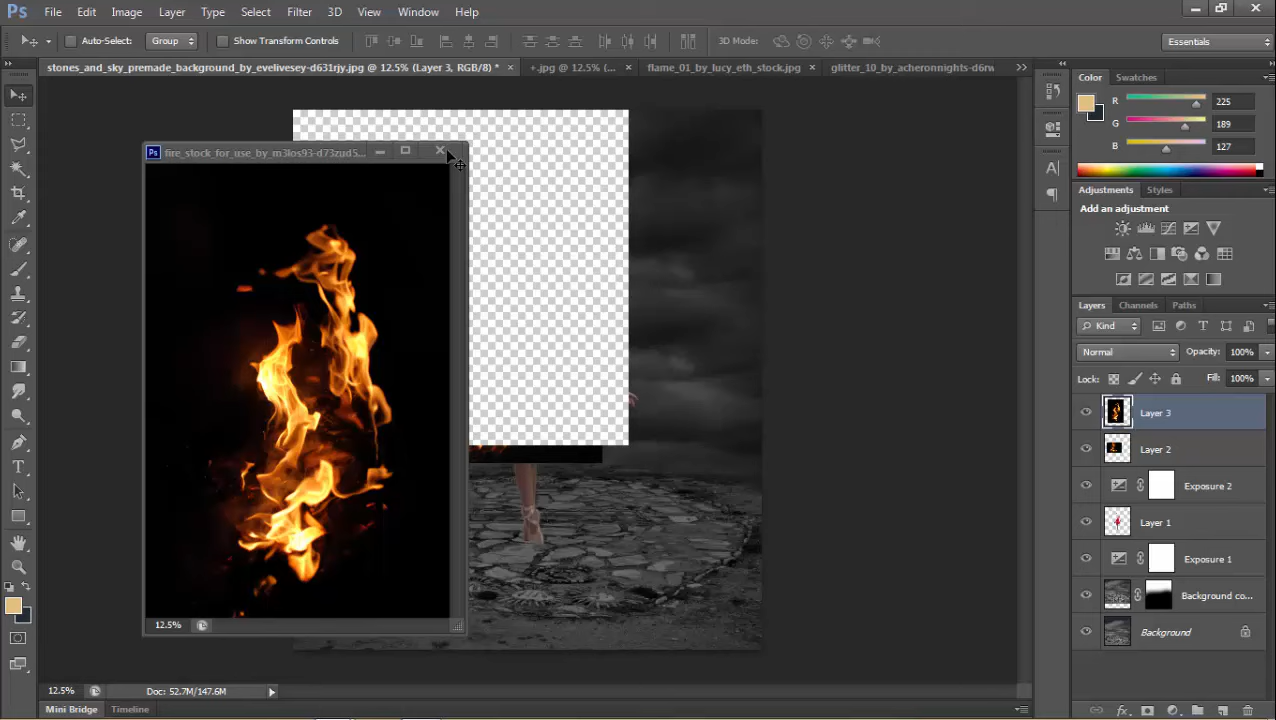 Ps File Edit Image Layer Type Select Filter 3D View Window Help
Auto-Select: Group Show Transform Controls 3D Mode: Essentials
stones_and_sky_premade_background_by_evelivesey-d631rjy.jpg @ 12.5% (Layer 3, RGB/8) * × +.jpg @ 12.5% (... × flame_01_by_lucy_eth_stock.jpg × glitter_10_by_acheronnights-d6rw
Color Swatches
R 225
G 189
B 127
Ps fire_stock_for_use_by_m3los93-d73zud5...
Adjustments Styles
Add an adjustment
Layers Channels Paths
Kind
Normal Opacity: 100%
Lock: Fill: 100%
Layer 3
Layer 2
Exposure 2
Layer 1
Exposure 1
Background co...
Background
12.5%
12.5% Doc: 52.7M/147.6M
Mini Bridge Timeline